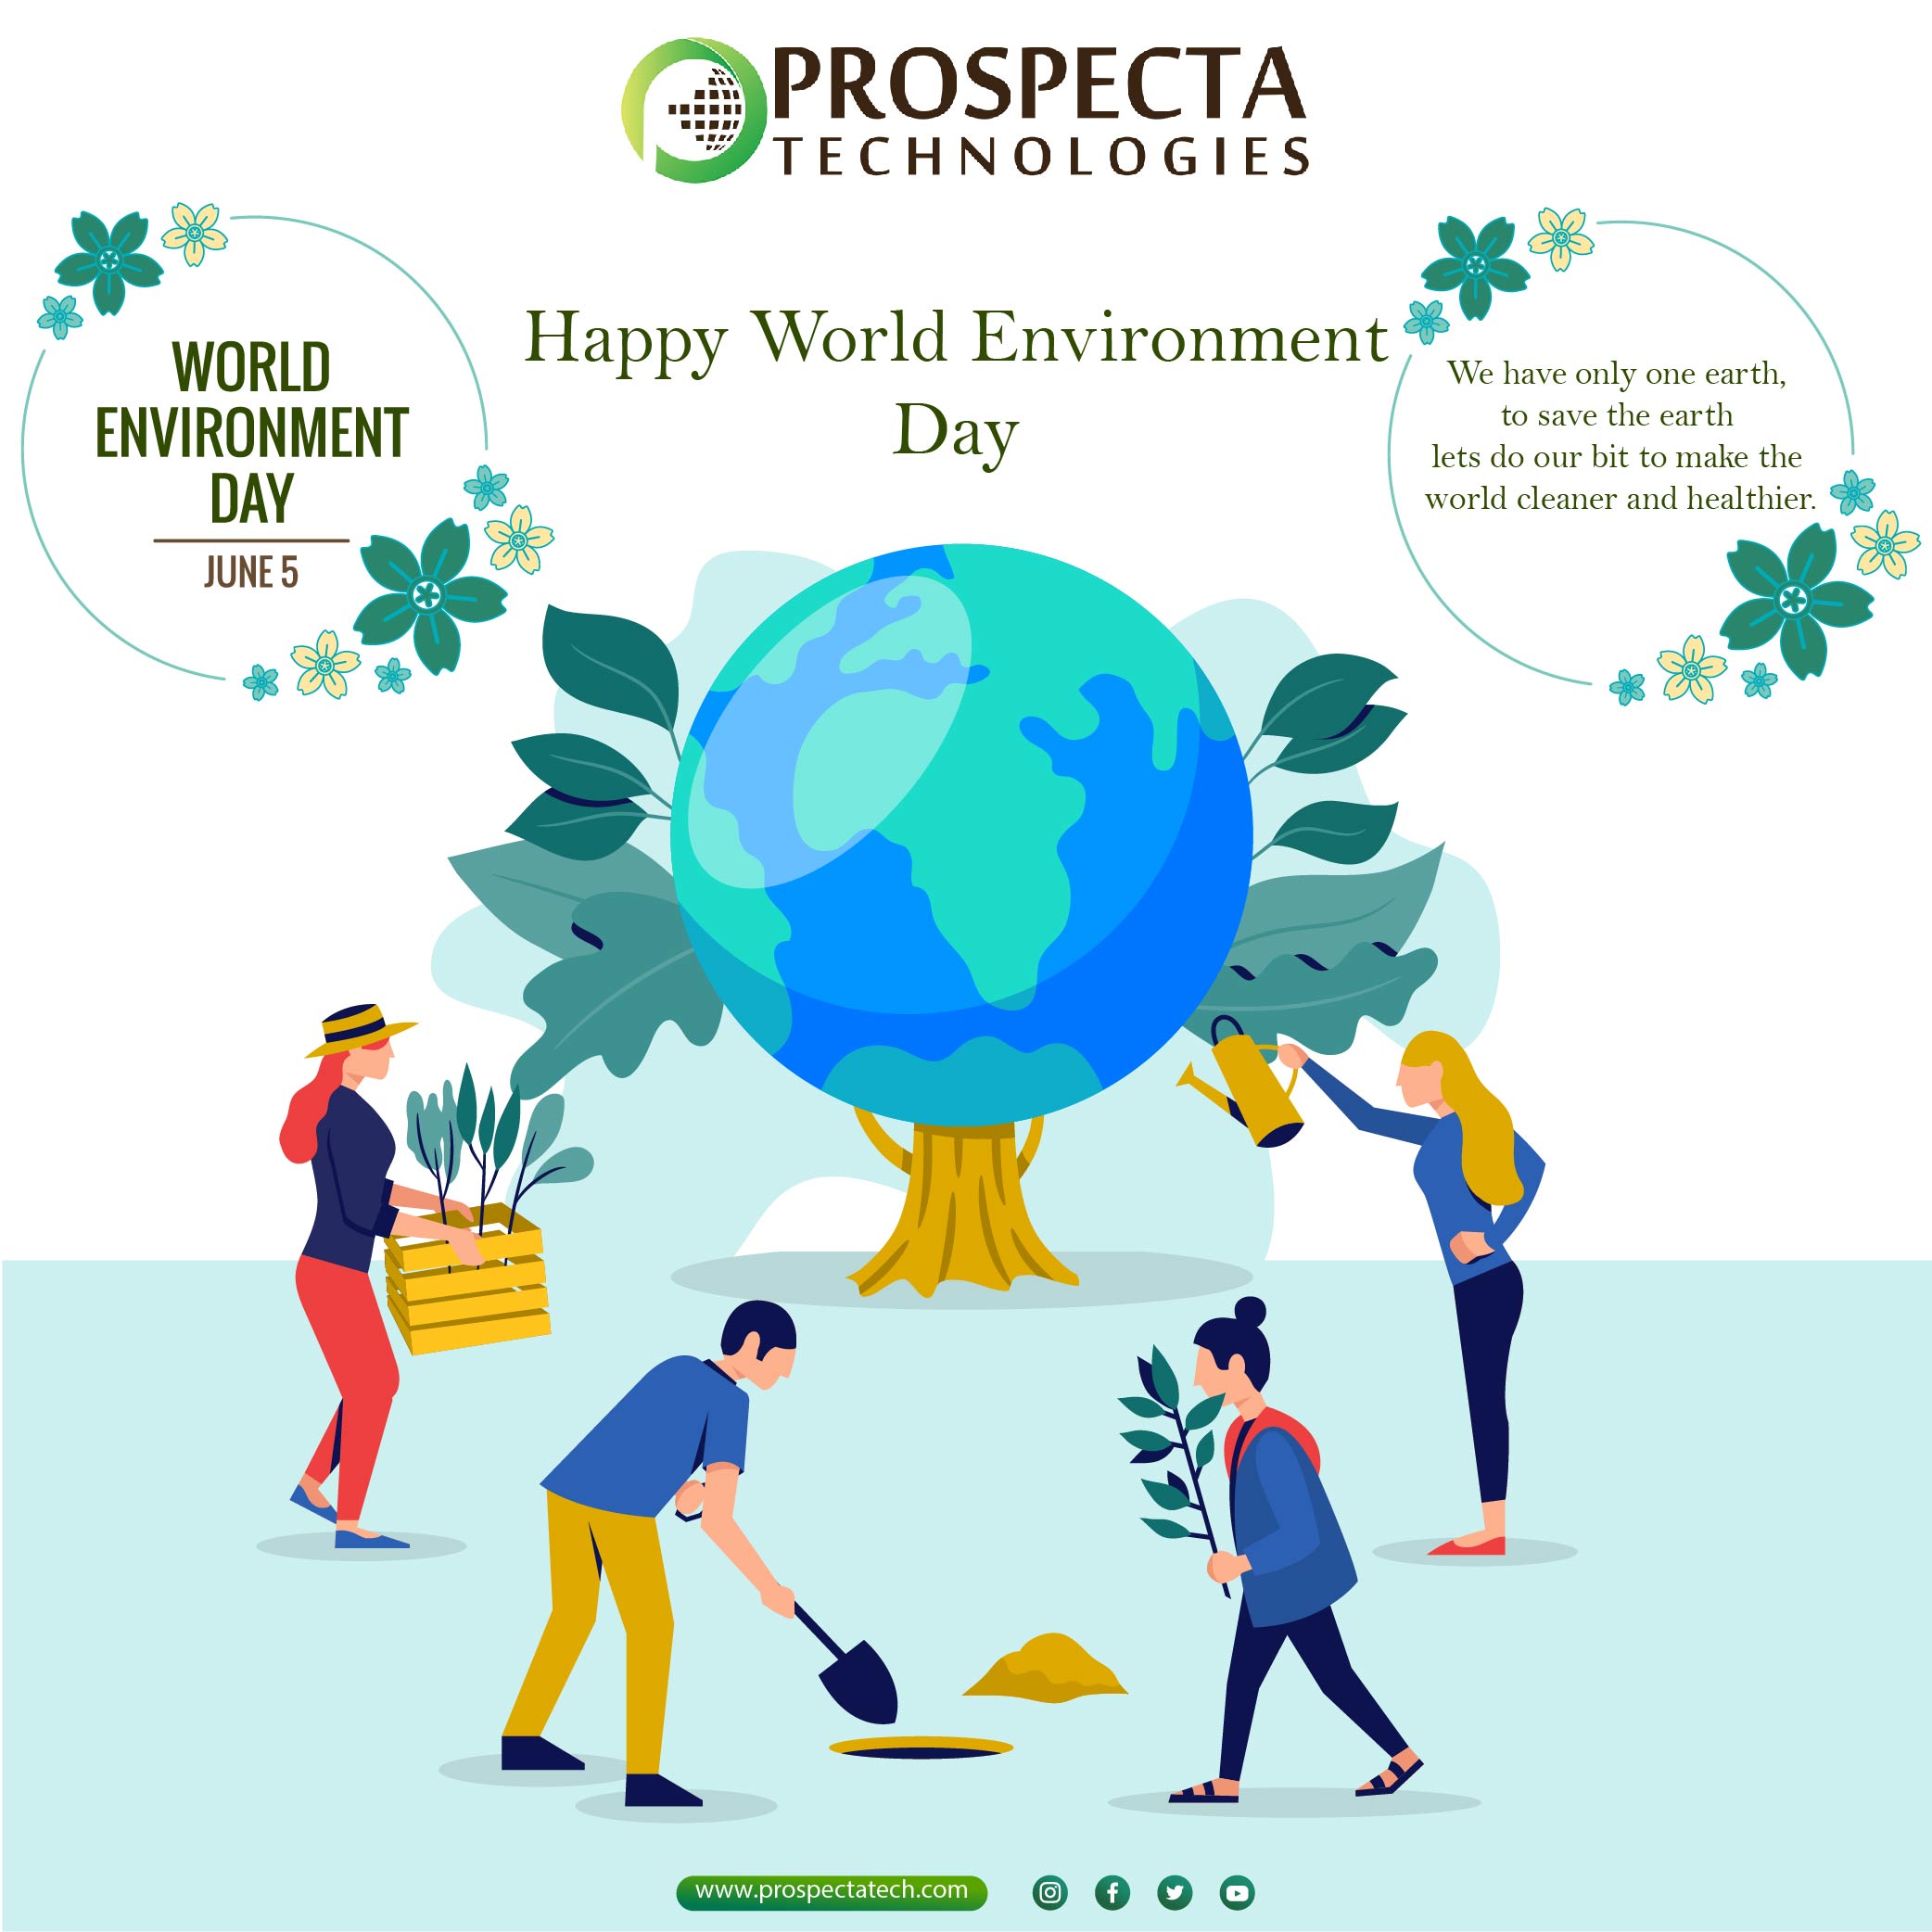 PROSPECTA
TECHNOLOGIES
WORLD
ENVIRONMENT
DAY
JUNE 5
Happy World Environment
Day
We have only one earth,
to save the earth
lets do our bit to make the
world cleaner and healthier.
www.prospectatech.com